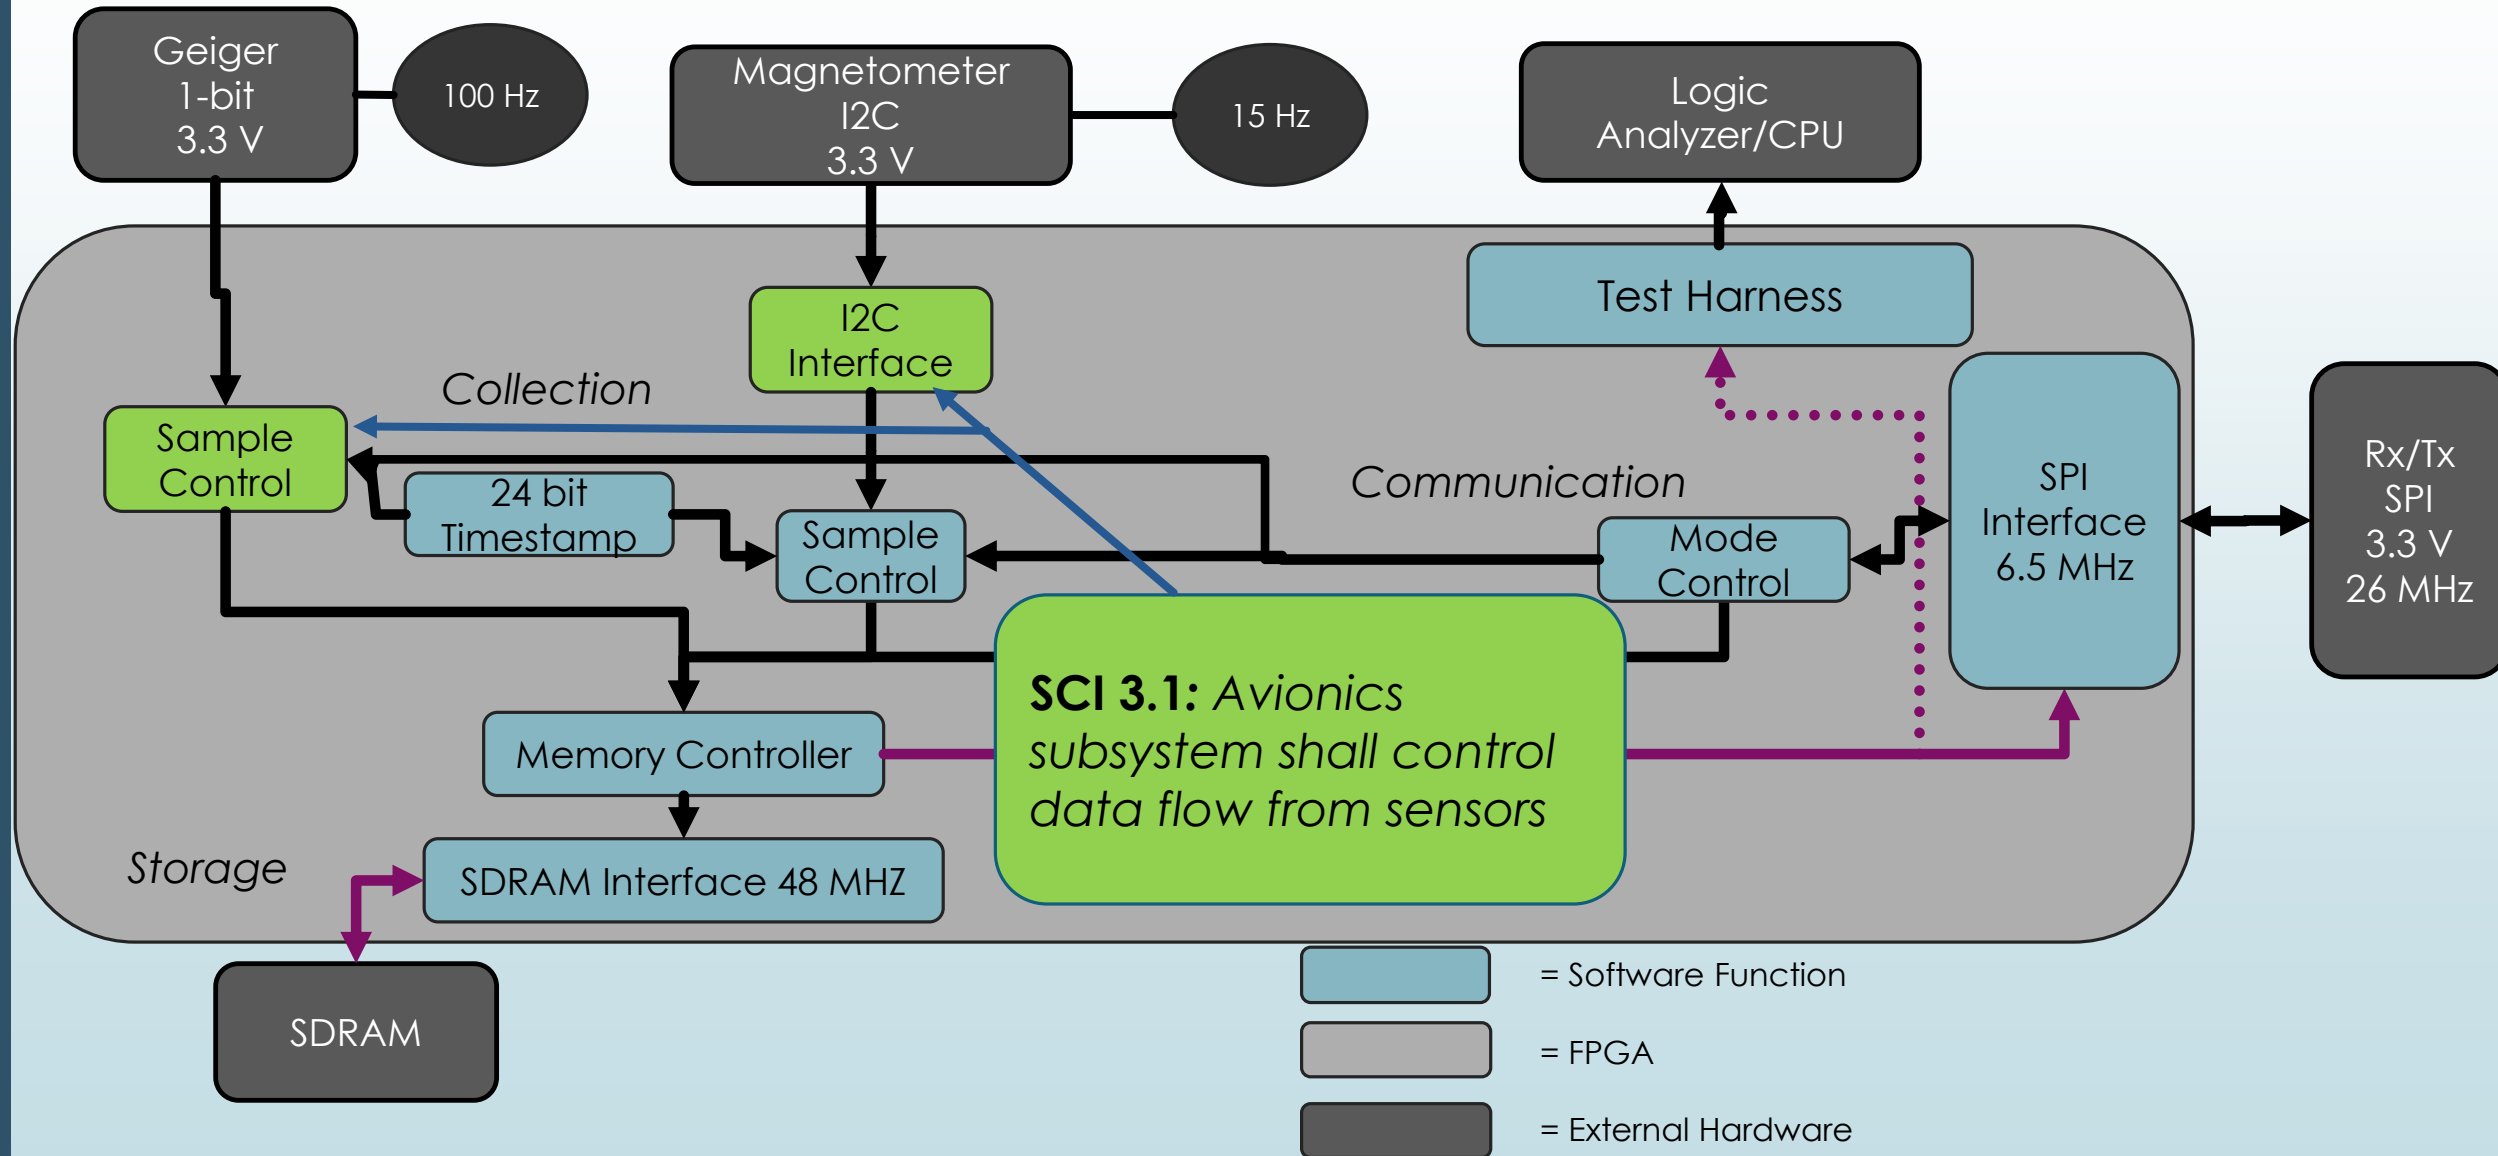 Geiger
1-bit
3.3 V
100 Hz
Magnetometer
I2C
3.3 V
15 Hz
Logic
Analyzer/CPU
Test Harness
I2C
Interface
Collection
Sample
Control
24 bit
Timestamp
Sample
Control
Communication
Mode
Control
SPI
Interface
6.5 MHz
Rx/Tx
SPI
3.3 V
26 MHz
SCI 3.1: Avionics
subsystem shall control
data flow from sensors
Memory Controller
Storage
SDRAM Interface 48 MHZ
SDRAM
= Software Function
= FPGA
= External Hardware